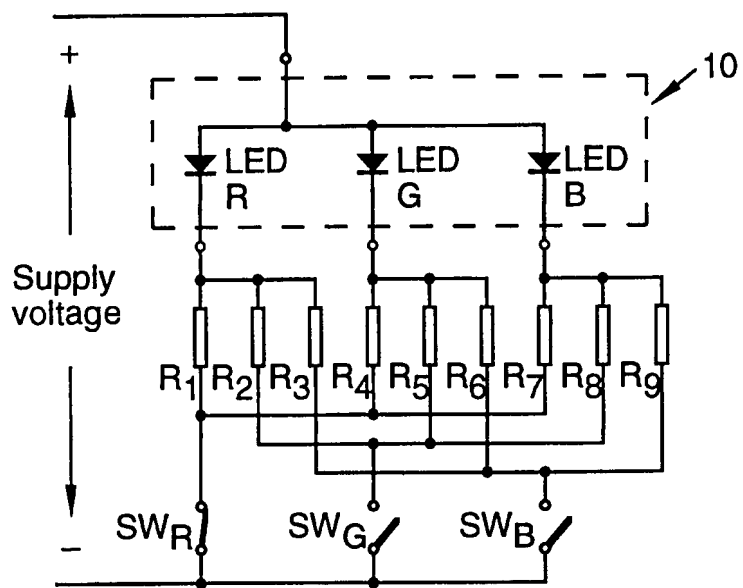 +
10
LED
R
LED
G
LED
B
Supply
voltage
R1
R2
R3
R4
R5
R6
R7
R8
R9
SWR
SWG
SWB
−